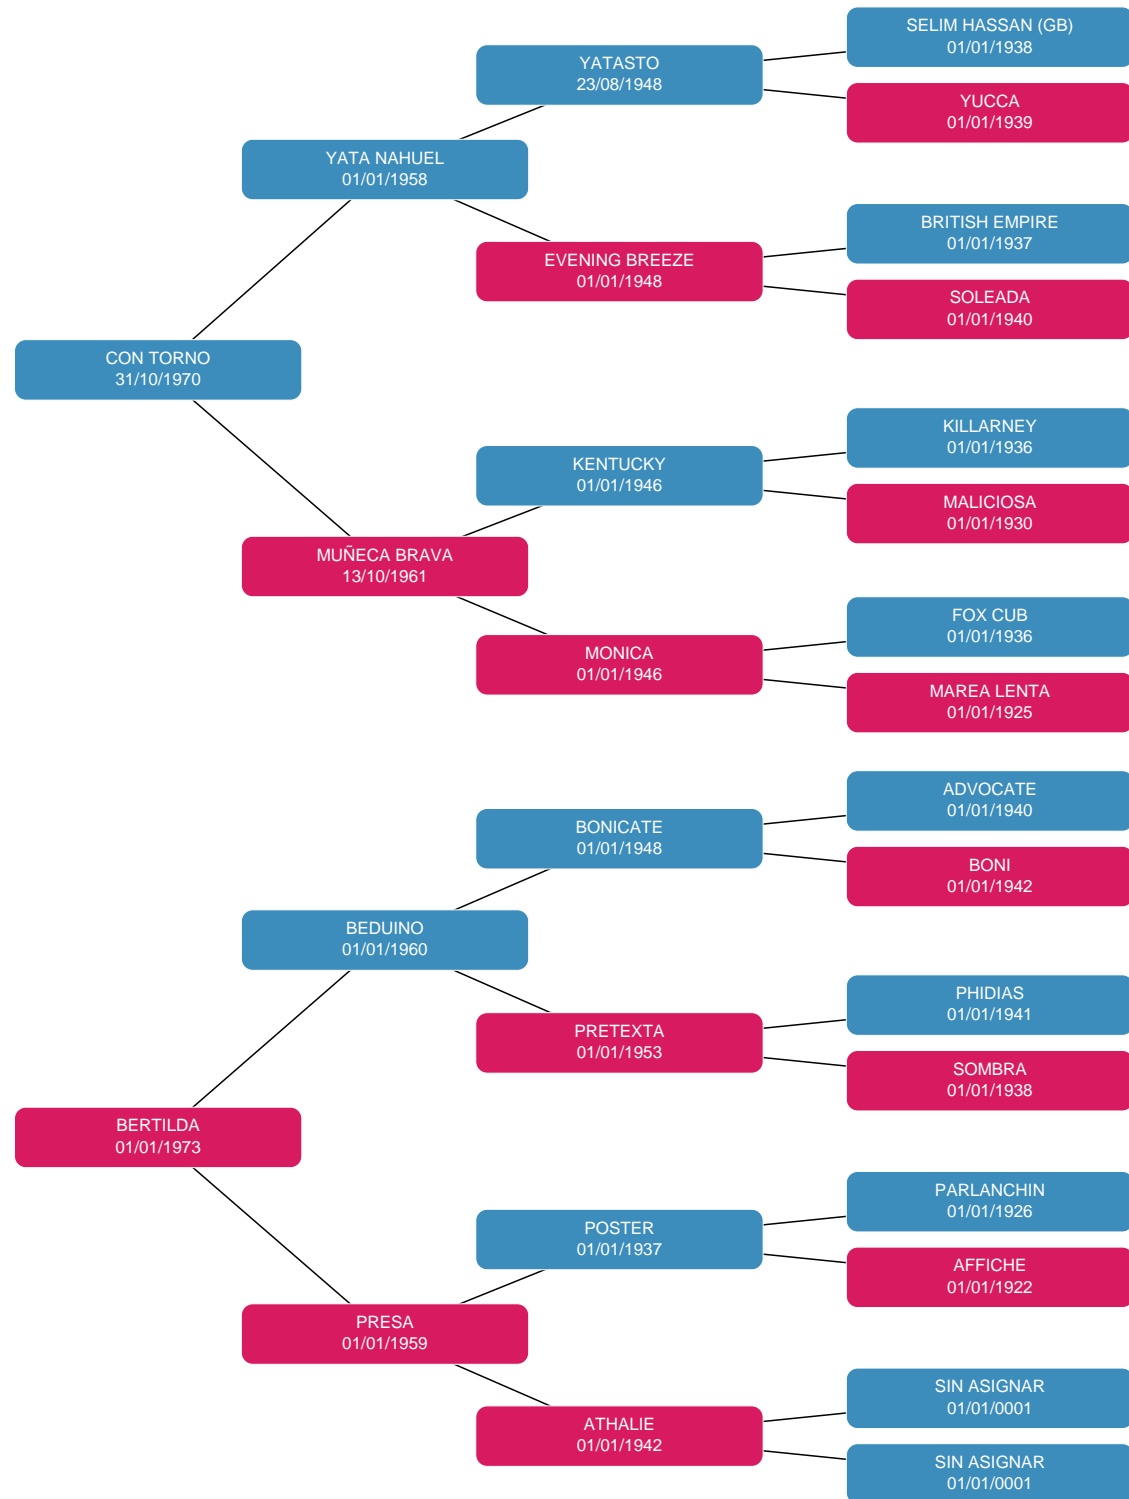 SELIM HASSAN (GB)
01/01/1938
YATASTO
23/08/1948
YUCCA
01/01/1939
YATA NAHUEL
01/01/1958
BRITISH EMPIRE
01/01/1937
EVENING BREEZE
01/01/1948
SOLEADA
01/01/1940
CON TORNO
31/10/1970
KILLARNEY
01/01/1936
KENTUCKY
01/01/1946
MALICIOSA
01/01/1930
MUÑECA BRAVA
13/10/1961
FOX CUB
01/01/1936
MONICA
01/01/1946
MAREA LENTA
01/01/1925
ADVOCATE
01/01/1940
BONICATE
01/01/1948
BONI
01/01/1942
BEDUINO
01/01/1960
PHIDIAS
01/01/1941
PRETEXTA
01/01/1953
SOMBRA
01/01/1938
BERTILDA
01/01/1973
PARLANCHIN
01/01/1926
POSTER
01/01/1937
AFFICHE
01/01/1922
PRESA
01/01/1959
SIN ASIGNAR
01/01/0001
ATHALIE
01/01/1942
SIN ASIGNAR
01/01/0001